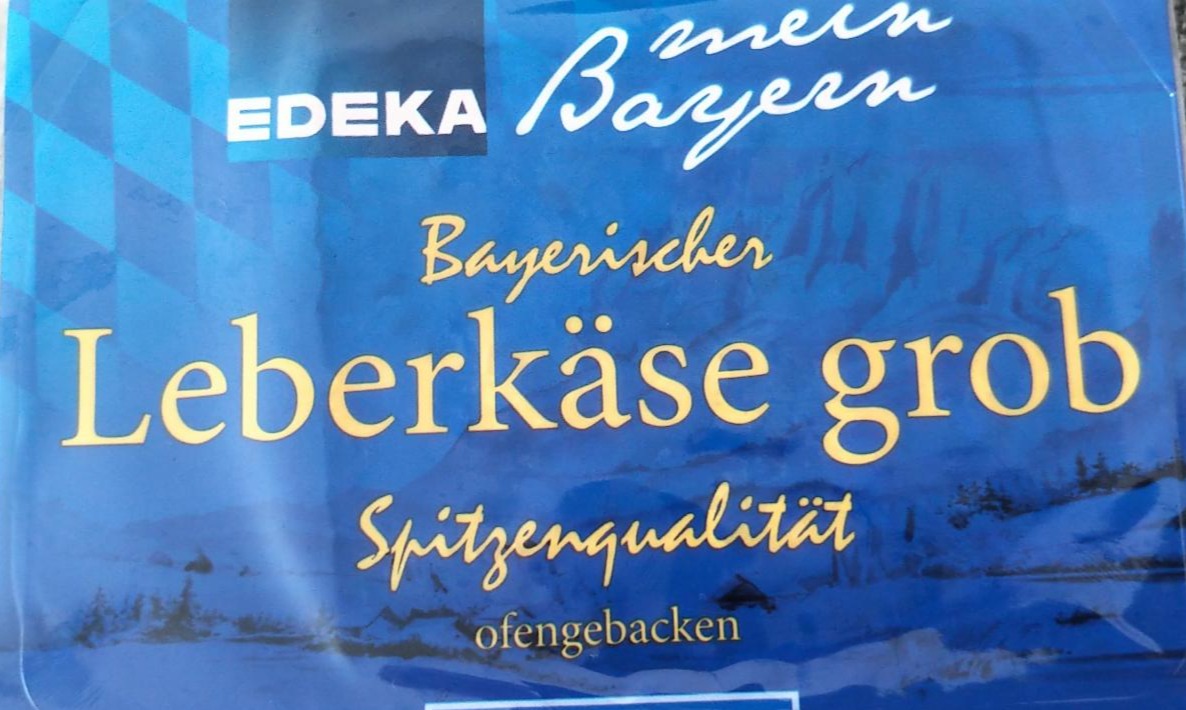 EDEKA
mein
Bayern
Bayerischer
Leberkäse grob
Spitzenqualität
ofengebacken